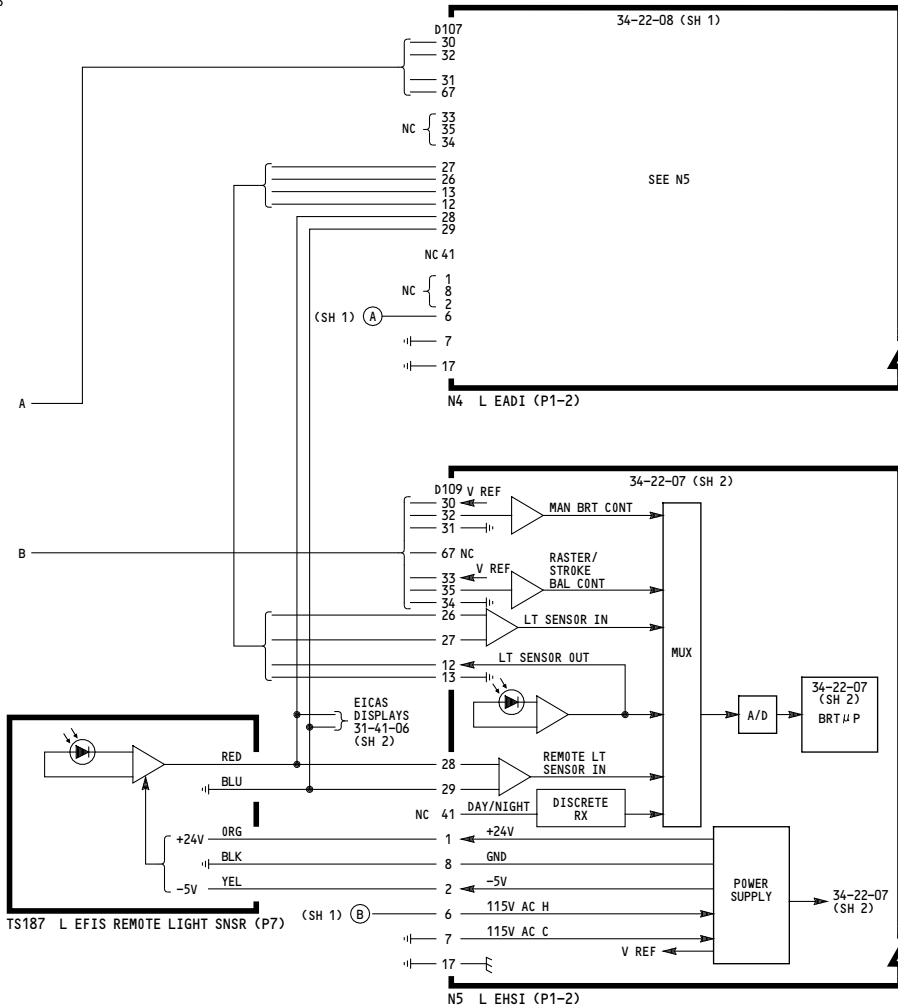 34-22-08 (SH 1)
D107
30
32
31
67
33
NC 35
34
27
26
13
12
28
29
SEE N5
NC 41
1
NC 8
2
(SH 1) A 6
7
17
A
N4 L EADI (P1-2)
34-22-07 (SH 2)
D109
30 V REF
32 MAN BRT CONT
31
B
67 NC
33 V REF
RASTER/
STROKE
BAL CONT
35
34
26
LT SENSOR IN
27
12 LT SENSOR OUT
13
MUX
A/D
34-22-07
(SH 2)
BRT μP
EICAS
DISPLAYS
31-41-06
(SH 2)
RED 28
REMOTE LT
SENSOR IN
BLU 29
NC 41 DAY/NIGHT
DISCRETE
RX
+24V ORG 1 +24V
BLK 8 GND
-5V YEL 2 -5V
POWER
SUPPLY
34-22-07
(SH 2)
TS187 L EFIS REMOTE LIGHT SNSR (P7)
(SH 1) B 6 115V AC H
7 115V AC C
V REF
17
N5 L EHSI (P1-2)